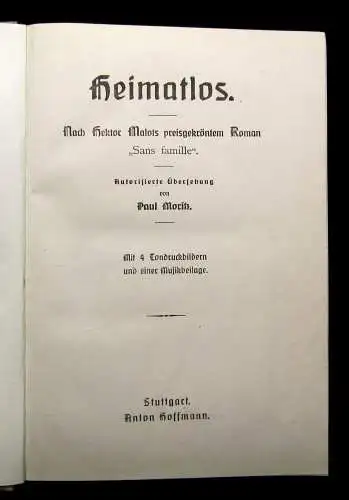 Heimatlos.
Nach Hektor Malots preisgekröntem Roman
„Sans famille“.
Autorisierte Übersetzung
von
Paul Moritz.
Mit 4 Tondruckbildern
und einer Musikbeilage.
Stuttgart.
Anton Hoffmann.